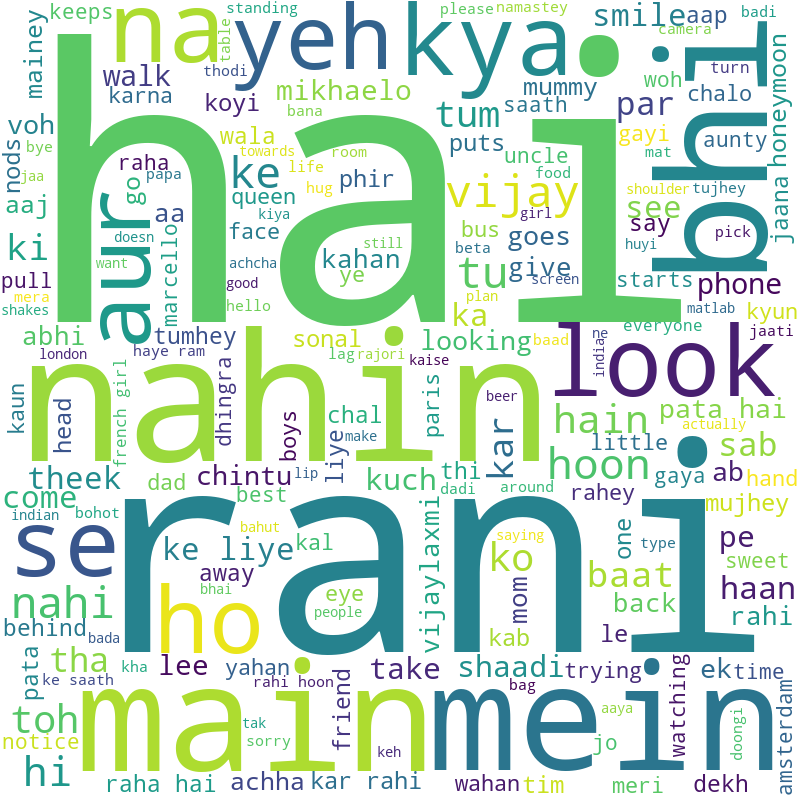 keeps
na
yeh
kya
standing
table
please
namastey
smile
aap
badi
camera
mainey
walk
thodi
karna
koyi
mikhaelo
bana
mummy
saath
tum
woh
turn
chalo
par
bhi
honeymoon
jaana
voh
nods
bye
jaa
raha
papa
wala
towards
room
life
hug
ke
phir
puts
uncle
food
vijay
gayi
mat
aunty
shoulder
tujhey
see
say
pick
aaj
go
aa
queen
kiya
face
aur
hai
girl
bus
goes
beta
huyi
ki
doesn
want
marcello
achcha
still
kahan
ye
tu
give
screen
plan
starts
phone
pull
mera
shakes
good
hello
ka
kyun
matlab
abhi
tumhey
sonal
looking
baad
everyone
jaati
london
haye ram
lag
rajori
kaise
india
ne
nahin
look
kaun
head
french girl
dhingra
boys
chal
make
paris
beer
hain
pata hai
actually
liye
kar
little
sab
theek
dad
chintu
lip
kuch
thi
hoon
gaya
ab
hand
come
best
dadi
around
rahey
mujhey
indian
bohot
bahut
kal
saying
one
type
pe
se
rani
ke liye
vijaylaxmi
ko
sweet
away
eye
mom
baat
back
haan
nahi
ho
bhai
people
kab
rahi
behind
bada
le
tha
kha
lee
yahan
rahi hoon
take
shaadi
trying
ek
time
pata
ke saath
friend
bag
watching
toh
main
mein
aaya
doongi
amsterdam
notice
tak
sorry
keh
jo
hi
raha hai
achha
kar rahi
wahan
tim
meri
dekh